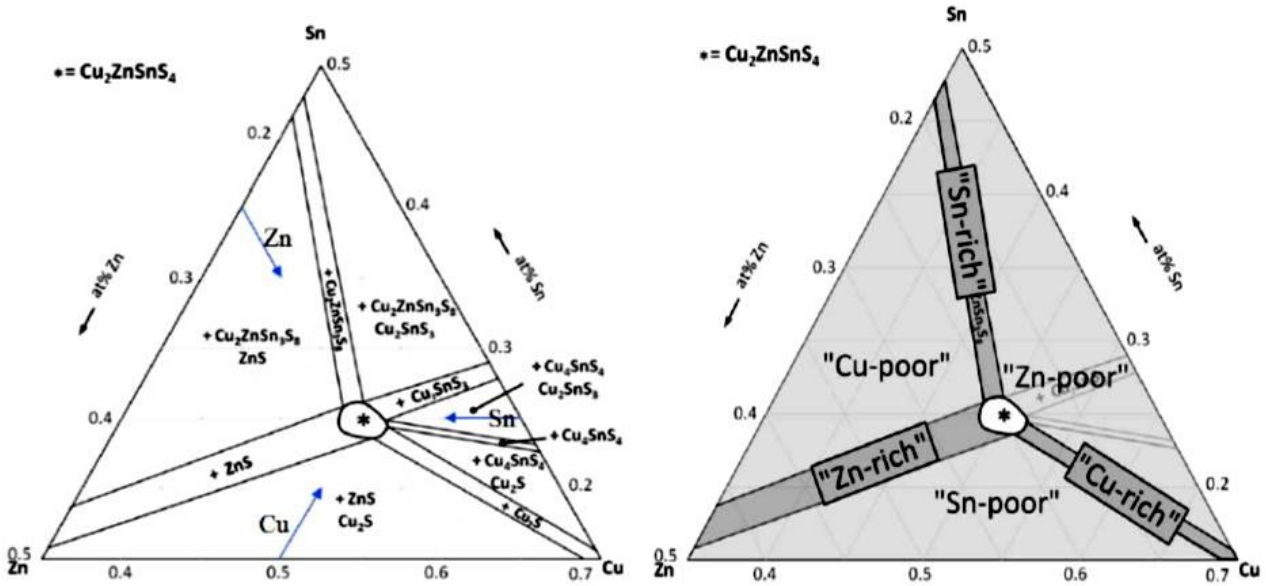 Sn
*= Cu₂ZnSnS₄
0.5
0.2
0.4
Zn
at% Zn
at% Sn
0.3
+ Cu₂ZnSn₃S₈
+ Cu₂ZnSn₃S₈
Cu₂SnS₃
+ Cu₂ZnSn₃S₈
ZnS
0.3
+ Cu₄SnS₄
Cu₂SnS₈
+ Cu₂SnS₃
*
Sn
0.4
+ Cu₄SnS₄
+ ZnS
+ Cu₄SnS₄
Cu₂S
0.2
+ ZnS
Cu₂S
Cu
+ Cu₂S
0.5
Zn
0.4
0.5
0.6
0.7
Cu
Sn
*= Cu₂ZnSnS₄
0.5
0.2
"Sn-rich"
0.4
at% Zn
at% Sn
0.3
ZnSn₃S₈
0.3
"Cu-poor"
"Zn-poor"
0.4
*
"Zn-rich"
"Cu-rich"
0.2
"Sn-poor"
0.5
Zn
0.4
0.5
0.6
0.7
Cu